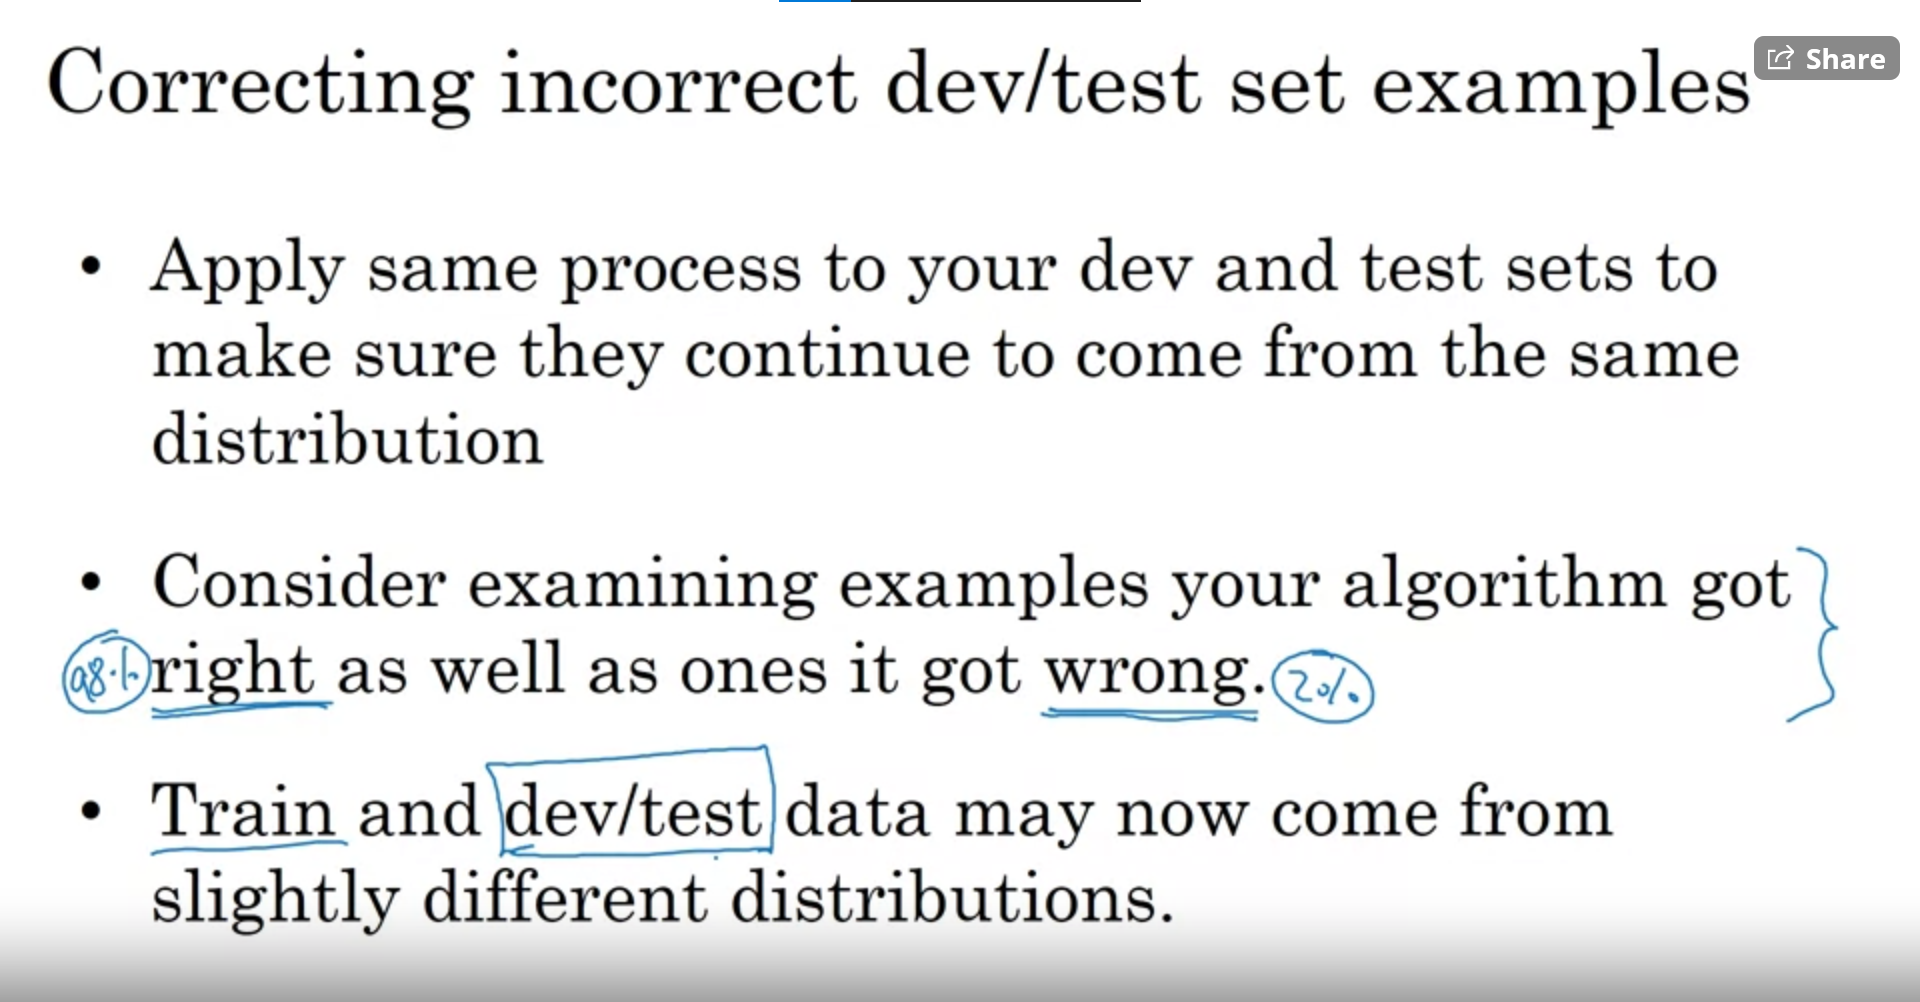 Correcting incorrect dev/test set examples
Share
• Apply same process to your dev and test sets to
make sure they continue to come from the same
distribution
• Consider examining examples your algorithm got
98% right as well as ones it got wrong. 2%
• Train and dev/test data may now come from
slightly different distributions.